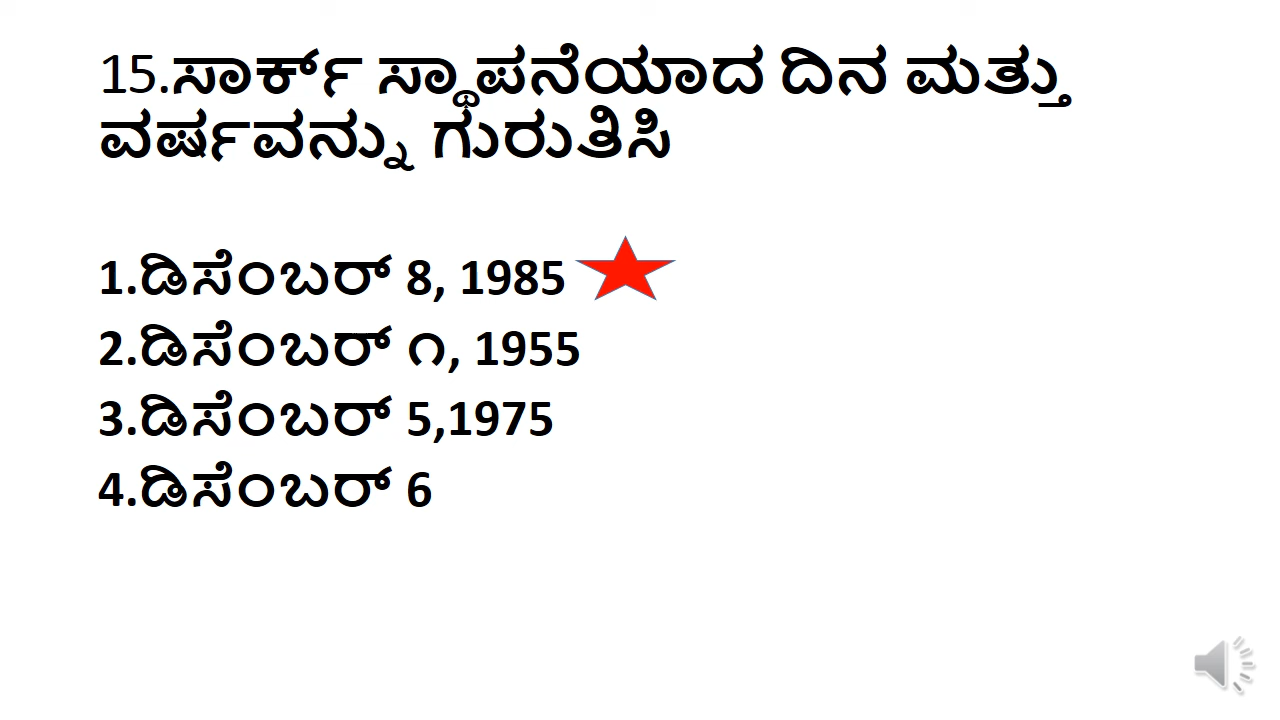 15.ಸಾರ್ಕ್ ಸ್ಥಾಪನೆಯಾದ ದಿನ ಮತ್ತು
ವರ್ಷವನ್ನು ಗುರುತಿಸಿ
1.ಡಿಸೆಂಬರ್ 8, 1985
2.ಡಿಸೆಂಬರ್ ೧, 1955
3.ಡಿಸೆಂಬರ್ 5,1975
4.ಡಿಸೆಂಬರ್ 6